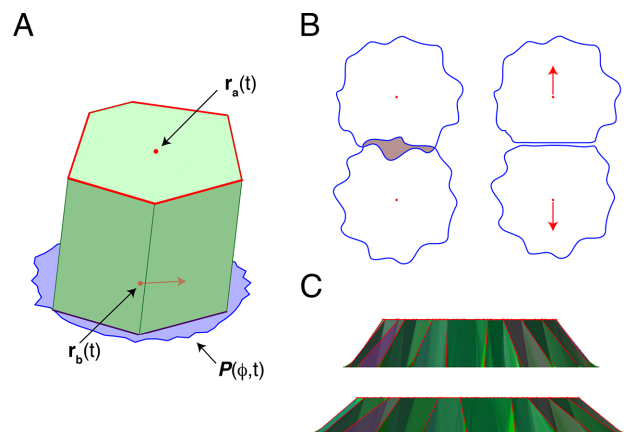 A
r_a(t)
r_b(t)
P(ϕ,t)
B
C